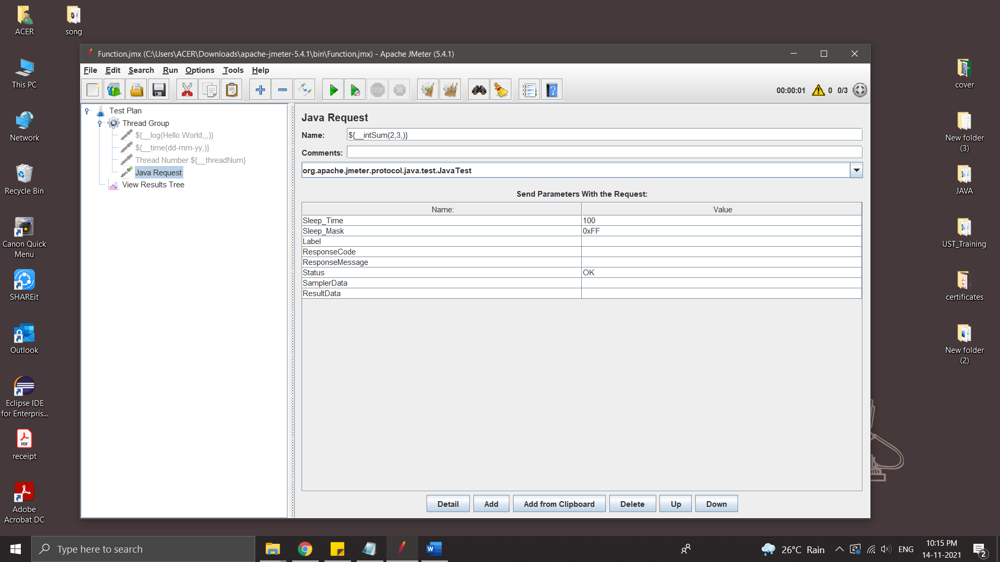 ACER
song
This PC
Network
Recycle Bin
Canon Quick
Menu
SHAREit
Outlook
Eclipse IDE
for Enterpris...
PDF
receipt
Adobe
Acrobat DC
Function.jmx (C:\Users\ACER\Downloads\apache-jmeter-5.4.1\bin\Function.jmx) - Apache JMeter (5.4.1)
File Edit Search Run Options Tools Help
STOP
00:00:01 0 0/3
Test Plan
Thread Group
${__log(Hello World,,,)}
${__time(dd-mm-yy,)}
Thread Number ${__threadNum}
Java Request
View Results Tree
Java Request
Name: ${__intSum(2,3,)}
Comments:
org.apache.jmeter.protocol.java.test.JavaTest
Send Parameters With the Request:
Name: Value
Sleep_Time 100
Sleep_Mask 0xFF
Label
ResponseCode
ResponseMessage
Status OK
SamplerData
ResultData
Detail Add Add from Clipboard Delete Up Down
cover
New folder
(3)
JAVA
UST_Training
certificates
New folder
(2)
Type here to search
26°C Rain
ENG
10:15 PM
14-11-2021
2